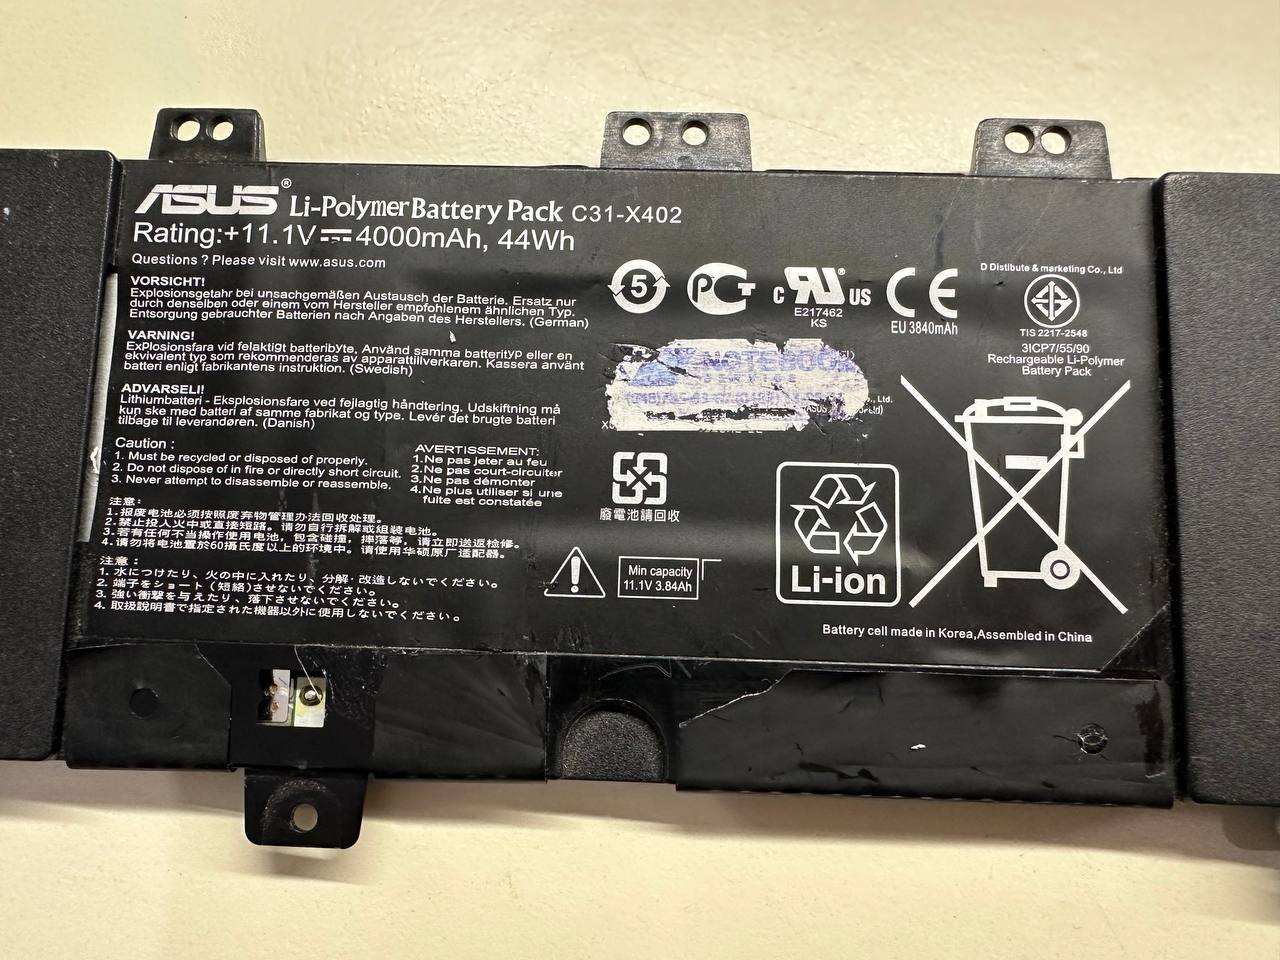 ASUS® Li-Polymer Battery Pack C31-X402
Rating:+11.1V⎓4000mAh, 44Wh
Questions ? Please visit www.asus.com
VORSICHT!
Explosionsgetahr bei unsachgemäßen Austausch der Batterie. Ersatz nur
durch denselben oder einem vom Hersteller empfohlenem ähnlichen Typ.
Entsorgung gebrauchter Batterien nach Angaben des Herstellers. (German)
VARNING!
ExPlosionsfara vid felaktigt batteribyte. Använd samma batterityP eller en
ekvivalent typ som rekommenderas av apparattillverkaren. Kassera använt
batteri enligt fabrikantens instruktion. (Swedish)
ADVARSELI!
Lithiumbatteri - Eksplosionsfare ved fejlagtig håndtering. Udskiftning må
kun ske med batteri af samme fabrikat og type. Levér det brugte batteri
tilbage til leverandøren. (Danish)
Caution :
1. Must be recycled or disposed of properly.
2. Do not dispose of in fire or directly short circuit.
3. Never attempt to disassemble or reassemble.
AVERTISSEMENT:
1.Ne pas jeter au feu
2.Ne pas court-circuiter
3.Ne pas démonter
4.Ne plus utiliser si une
fuite est constatée
注意：
1.报废电池必须按照废弃物管理办法回收处理。
2.禁止投入火中或直接短路。请勿自行拆解或组装电池。
3.若有任何不当操作使用电池，包含碰撞，摔落等，请立即送返检修。
4.请勿将电池置於60攝氏度以上的环境中。请使用华硕原厂适配器。
注意：
1. 水につけたり、火の中に入れたり、分解·改造しないでください。
2. 端子をショート（短絡)させないでください。
3. 強い衝撃を与えたり、落下させないでください。
4. 取扱説明書で指定された機器以外に使用しないでください。
5
РСТ
c RU® US
E217462
KS
CE
EU 3840mAh
D Distibute & marketing Co., Ltd
TIS 2217-2548
3ICP7/55/90
Rechargeable Li-Polymer
Battery Pack
NOTEBOOK
Ltd.
廢電池請回收
Min capacity
11.1V 3.84Ah
Li-ion
Battery cell made in Korea,Assembled in China